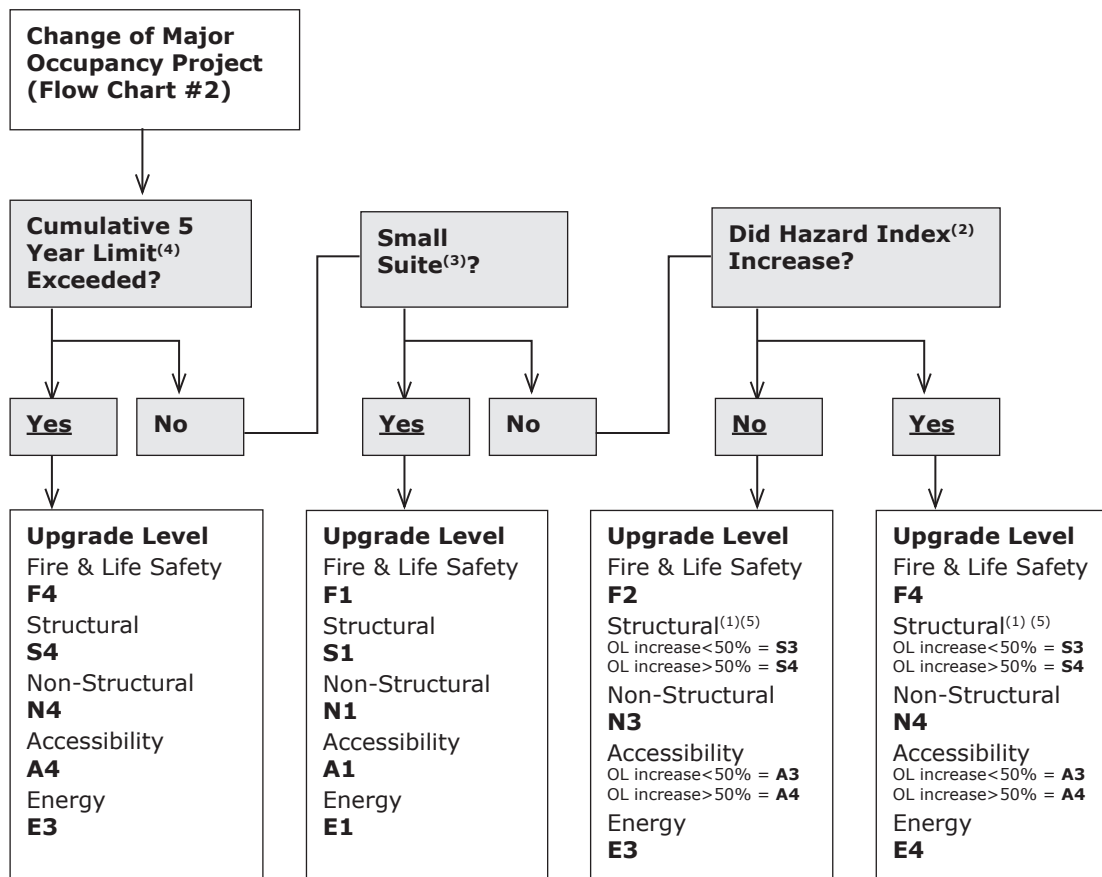 Change of Major
Occupancy Project
(Flow Chart #2)
Cumulative 5
Year Limit(4)
Exceeded?
Small
Suite(3)?
Did Hazard Index(2)
Increase?
Yes
No
Yes
No
No
Yes
Upgrade Level
Fire & Life Safety
F4
Structural
S4
Non-Structural
N4
Accessibility
A4
Energy
E3
Upgrade Level
Fire & Life Safety
F1
Structural
S1
Non-Structural
N1
Accessibility
A1
Energy
E1
Upgrade Level
Fire & Life Safety
F2
Structural(1)(5)
OL increase<50% = S3
OL increase>50% = S4
Non-Structural
N3
Accessibility
OL increase<50% = A3
OL increase>50% = A4
Energy
E3
Upgrade Level
Fire & Life Safety
F4
Structural(1) (5)
OL increase<50% = S3
OL increase>50% = S4
Non-Structural
N4
Accessibility
OL increase<50% = A3
OL increase>50% = A4
Energy
E4